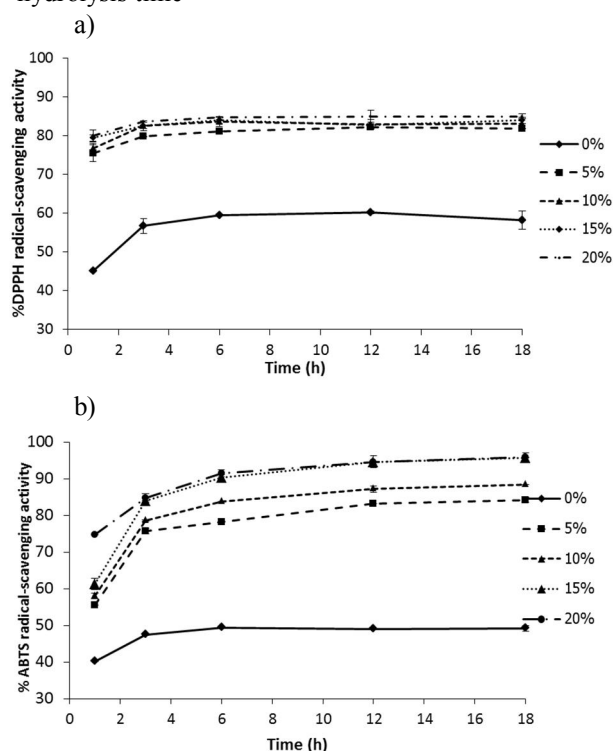 hydrolysis time
a)
100
90
80
70
60
50
40
30
%DPPH radical-scavenging activity
0 2 4 6 8 10 12 14 16 18
Time (h)
0%
5%
10%
15%
20%
b)
100
90
80
70
60
50
40
30
% ABTS radical-scavenging activity
0 2 4 6 8 10 12 14 16 18
Time (h)
0%
5%
10%
15%
20%